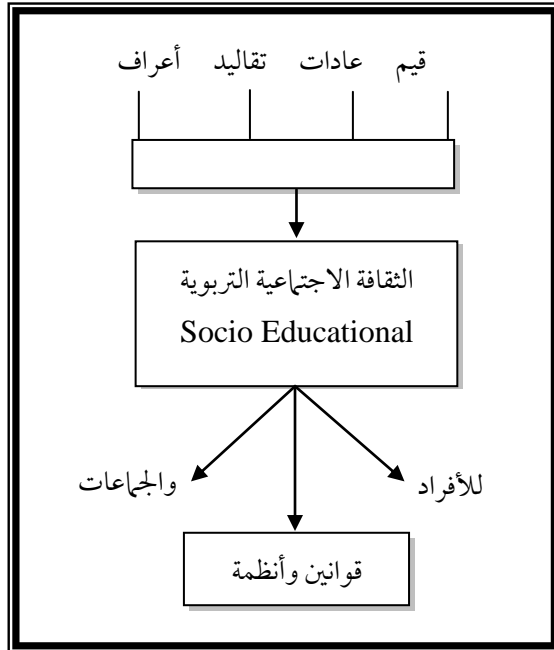 قيم عادات تقاليد أعراف
الثقافة الاجتماعية التربوية
Socio Educational
للأفراد والجماعات
قوانين وأنظمة